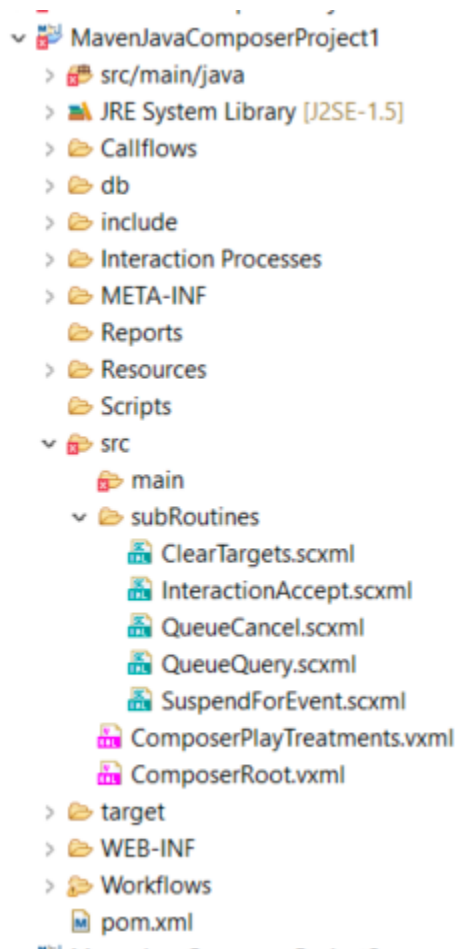 MavenJavaComposerProject1
src/main/java
JRE System Library [J2SE-1.5]
Callflows
db
include
Interaction Processes
META-INF
Reports
Resources
Scripts
src
main
subRoutines
ClearTargets.scxml
InteractionAccept.scxml
QueueCancel.scxml
QueueQuery.scxml
SuspendForEvent.scxml
ComposerPlayTreatments.vxml
ComposerRoot.vxml
target
WEB-INF
Workflows
pom.xml